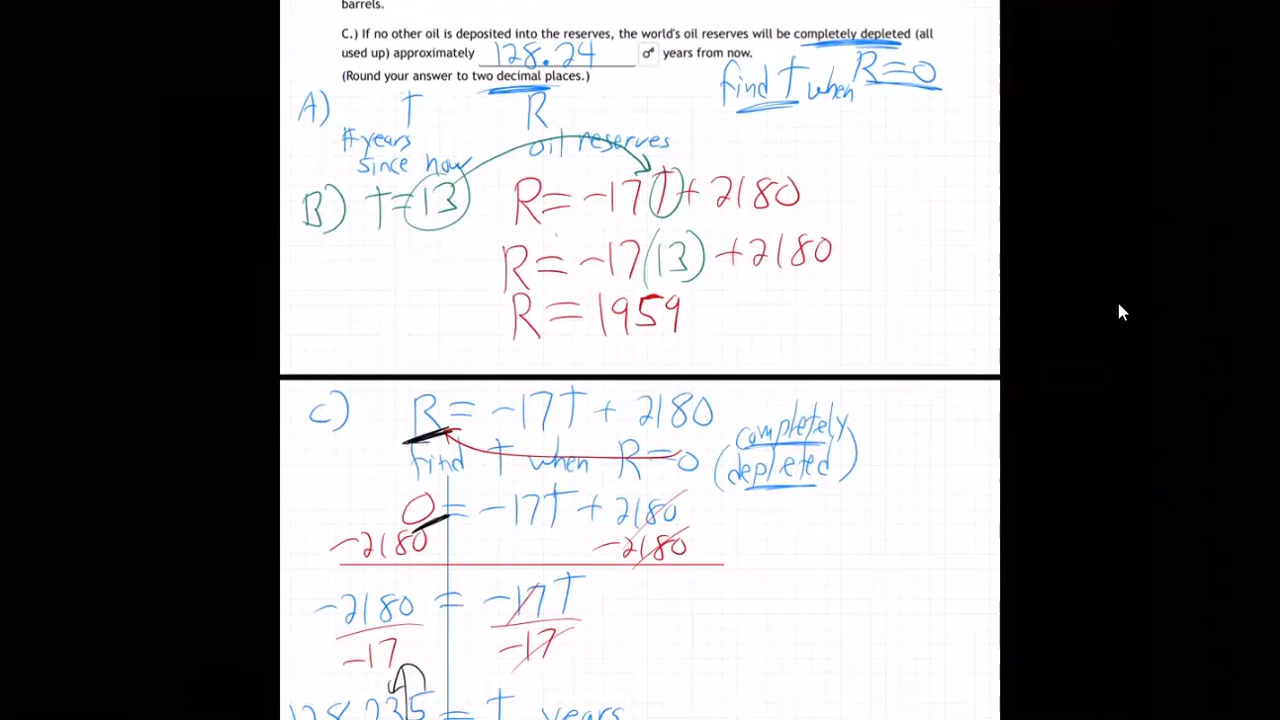 barrels.
C.) If no other oil is deposited into the reserves, the world's oil reserves will be completely depleted (all
used up) approximately 128.24 years from now.
(Round your answer to two decimal places.)
find t when R=0
A) t R
# years oil reserves
since now
B) t=13 R= -17t+ 2180
R= -17(13) +2180
R= 1959
C) R= -17t + 2180
find t when R=0 (completely
depleted)
0 = -17t + 2180
-2180 -2180
-2180 = -17t
-17 -17
128.235 = t years